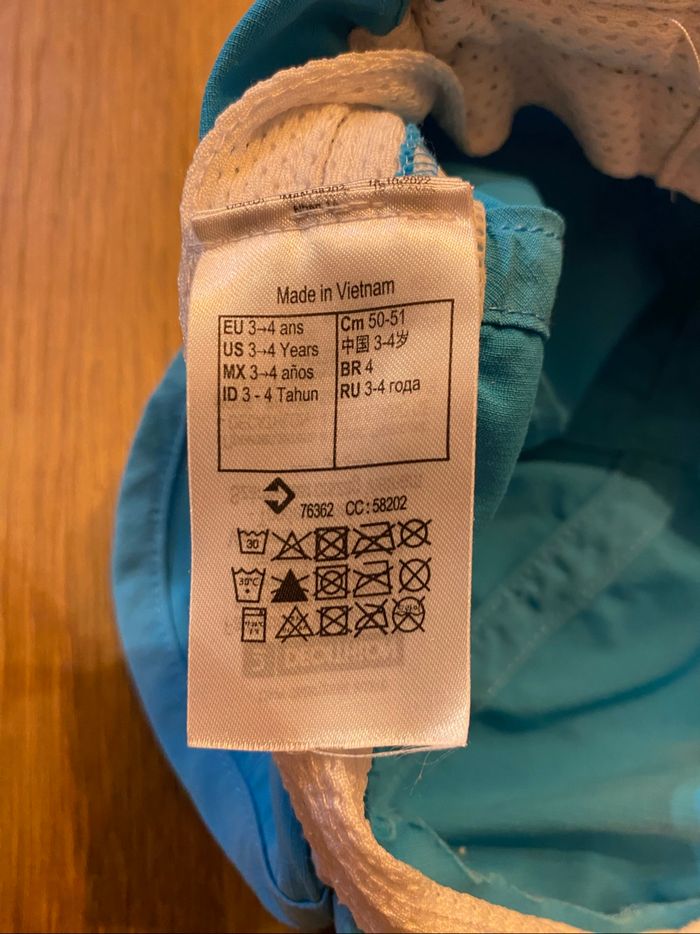 10.2022
Made in Vietnam
EU 3→4 ans
US 3→4 Years
MX 3→4 años
ID 3 - 4 Tahun
Cm 50-51
中国 3-4岁
BR 4
RU 3-4 года
76362 CC : 58202
30
30°C